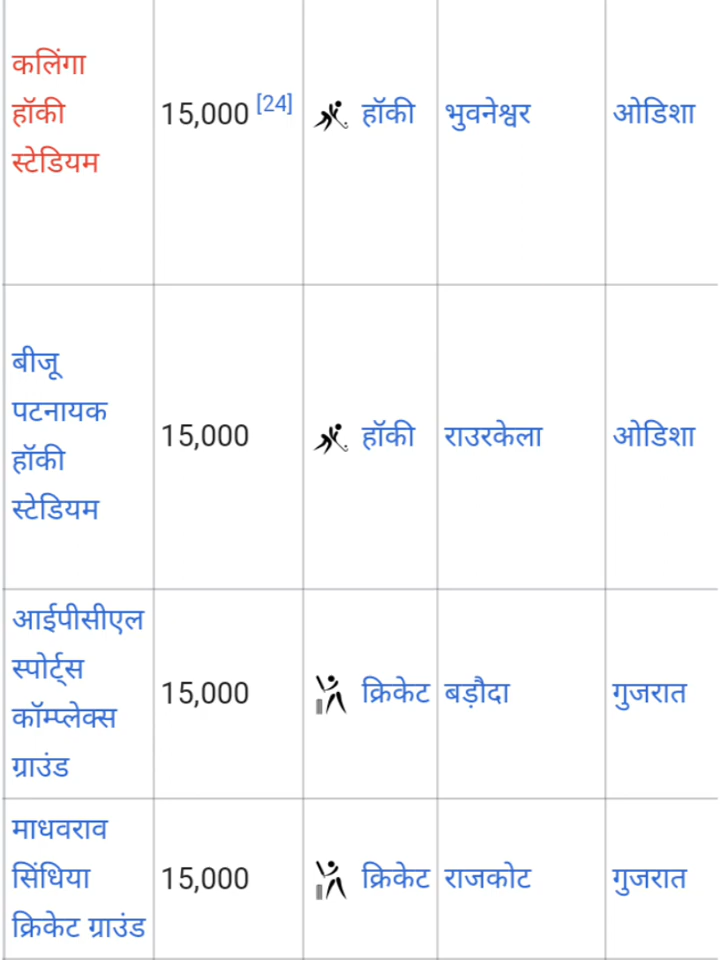 कलिंगा
हॉकी
स्टेडियम
15,000 [24]
हॉकी
भुवनेश्वर
ओडिशा
बीजू
पटनायक
हॉकी
स्टेडियम
15,000
हॉकी
राउरकेला
ओडिशा
आईपीसीएल
स्पोर्ट्स
कॉम्प्लेक्स
ग्राउंड
15,000
क्रिकेट
बड़ौदा
गुजरात
माधवराव
सिंधिया
क्रिकेट ग्राउंड
15,000
क्रिकेट
राजकोट
गुजरात